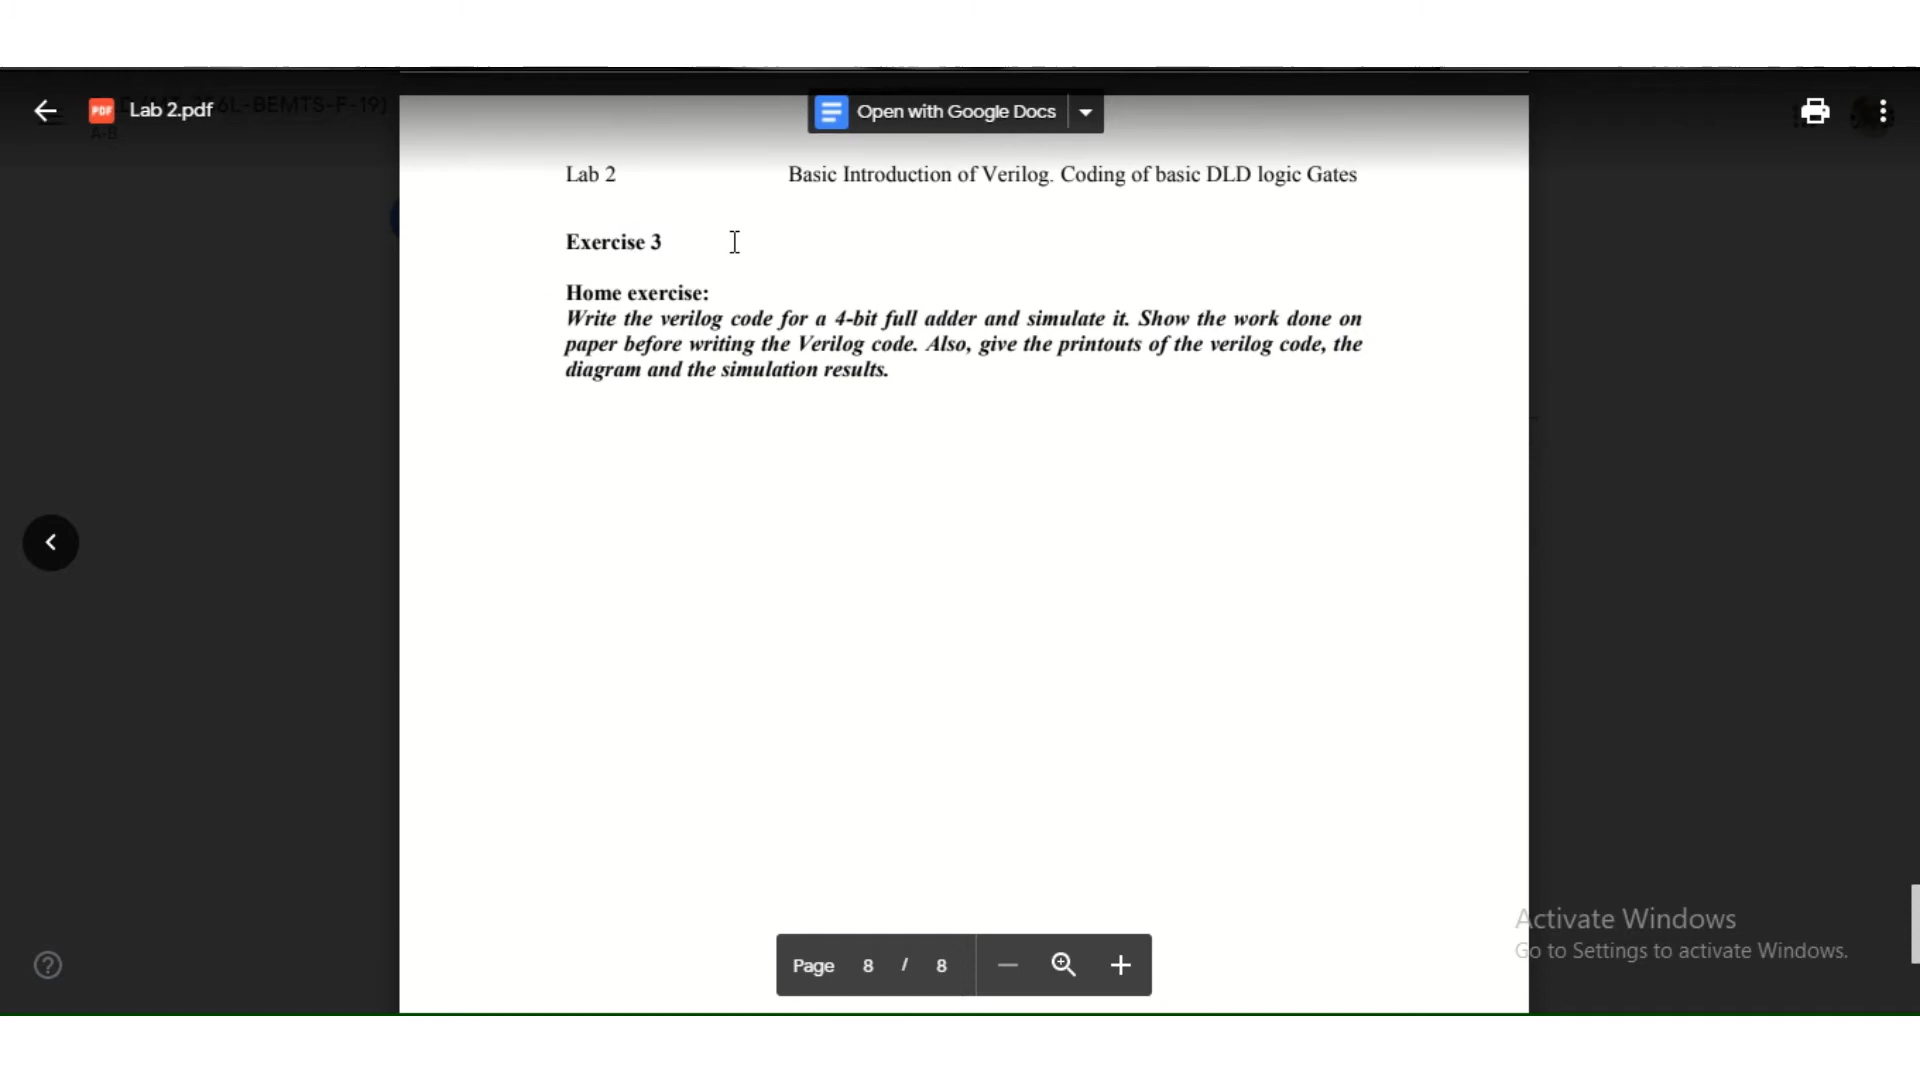 L-BEMTS-F-19)
A-B
PDF Lab 2.pdf
Open with Google Docs
Lab 2 Basic Introduction of Verilog. Coding of basic DLD logic Gates
Exercise 3
Home exercise:
Write the verilog code for a 4-bit full adder and simulate it. Show the work done on
paper before writing the Verilog code. Also, give the printouts of the verilog code, the
diagram and the simulation results.
Activate Windows
Go to Settings to activate Windows.
Page 8 / 8